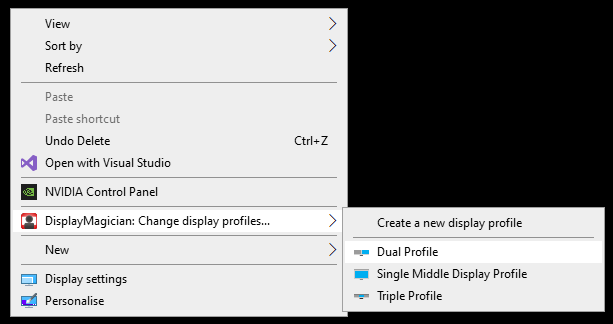 View
Sort by
Refresh
Paste
Paste shortcut
Undo Delete Ctrl+Z
Open with Visual Studio
NVIDIA Control Panel
DisplayMagician: Change display profiles...
New
Display settings
Personalise
Create a new display profile
Dual Profile
Single Middle Display Profile
Triple Profile